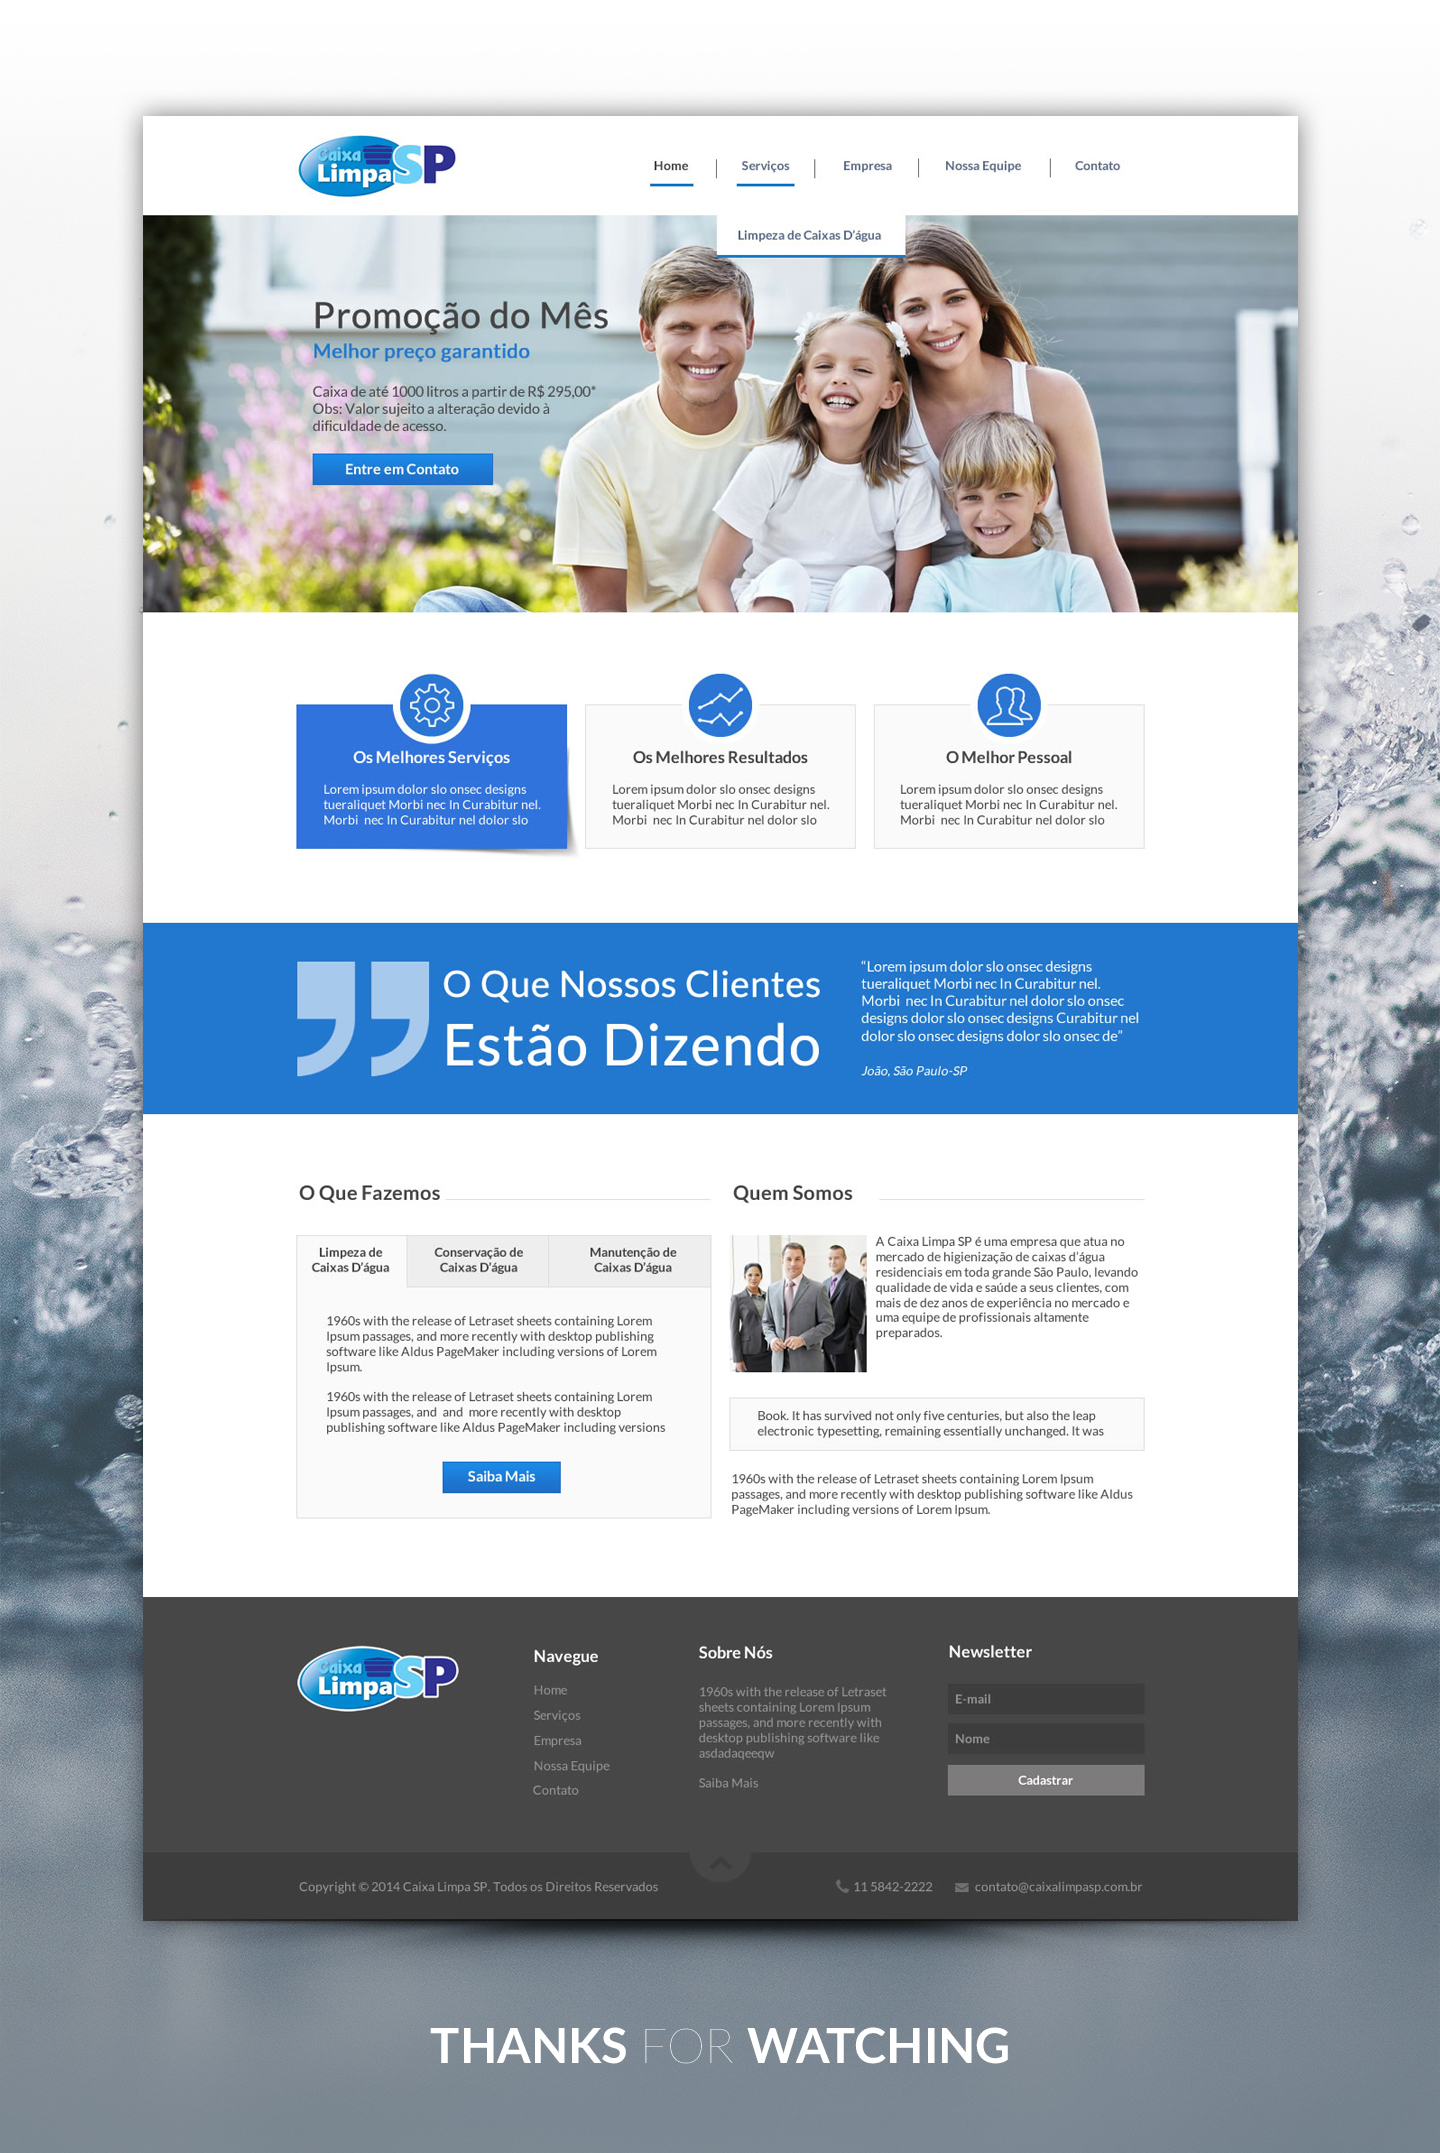 Caixa
Limpa SP
Home
Serviços
Empresa
Nossa Equipe
Contato
Limpeza de Caixas D'água
Promoção do Mês
Melhor preço garantido
Caixa de até 1000 litros a partir de R$ 295,00*
Obs: Valor sujeito a alteração devido à
dificuldade de acesso.
Entre em Contato
Os Melhores Serviços
Lorem ipsum dolor slo onsec designs
tueraliquet Morbi nec In Curabitur nel.
Morbi nec In Curabitur nel dolor slo
Os Melhores Resultados
Lorem ipsum dolor slo onsec designs
tueraliquet Morbi nec In Curabitur nel.
Morbi nec In Curabitur nel dolor slo
O Melhor Pessoal
Lorem ipsum dolor slo onsec designs
tueraliquet Morbi nec In Curabitur nel.
Morbi nec In Curabitur nel dolor slo
O Que Nossos Clientes
Estão Dizendo
“Lorem ipsum dolor slo onsec designs
tueraliquet Morbi nec In Curabitur nel.
Morbi nec In Curabitur nel dolor slo onsec
designs dolor slo onsec designs Curabitur nel
dolor slo onsec designs dolor slo onsec de”
João, São Paulo-SP
O Que Fazemos
Limpeza de
Caixas D'água
Conservação de
Caixas D'água
Manutenção de
Caixas D'água
1960s with the release of Letraset sheets containing Lorem
Ipsum passages, and more recently with desktop publishing
software like Aldus PageMaker including versions of Lorem
Ipsum.
1960s with the release of Letraset sheets containing Lorem
Ipsum passages, and and more recently with desktop
publishing software like Aldus PageMaker including versions
Saiba Mais
Quem Somos
A Caixa Limpa SP é uma empresa que atua no
mercado de higienização de caixas d'água
residenciais em toda grande São Paulo, levando
qualidade de vida e saúde a seus clientes, com
mais de dez anos de experiência no mercado e
uma equipe de profissionais altamente
preparados.
Book. It has survived not only five centuries, but also the leap
electronic typesetting, remaining essentially unchanged. It was
1960s with the release of Letraset sheets containing Lorem Ipsum
passages, and more recently with desktop publishing software like Aldus
PageMaker including versions of Lorem Ipsum.
Caixa
Limpa SP
Navegue
Home
Serviços
Empresa
Nossa Equipe
Contato
Sobre Nós
1960s with the release of Letraset
sheets containing Lorem Ipsum
passages, and more recently with
desktop publishing software like
asdadaqeeqw
Saiba Mais
Newsletter
E-mail
Nome
Cadastrar
Copyright © 2014 Caixa Limpa SP. Todos os Direitos Reservados
11 5842-2222
contato@caixalimpasp.com.br
THANKS FOR WATCHING